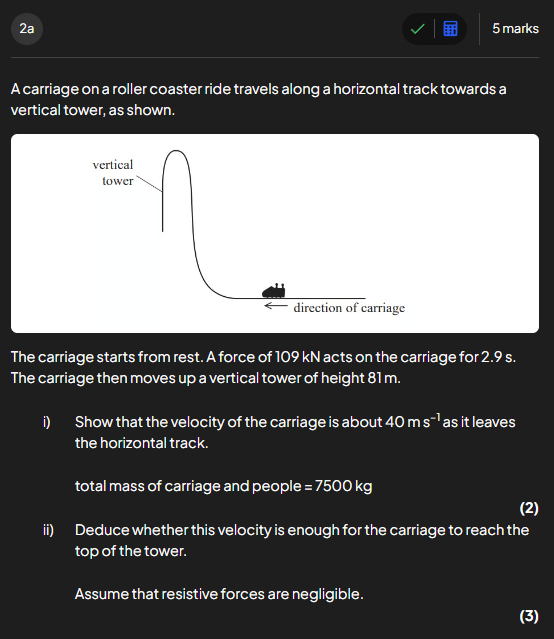 2a
5 marks
A carriage on a roller coaster ride travels along a horizontal track towards a
vertical tower, as shown.
vertical
tower
direction of carriage
The carriage starts from rest. A force of 109 kN acts on the carriage for 2.9 s.
The carriage then moves up a vertical tower of height 81 m.
i) Show that the velocity of the carriage is about 40 m s⁻¹ as it leaves
the horizontal track.
total mass of carriage and people = 7500 kg
(2)
ii) Deduce whether this velocity is enough for the carriage to reach the
top of the tower.
Assume that resistive forces are negligible.
(3)